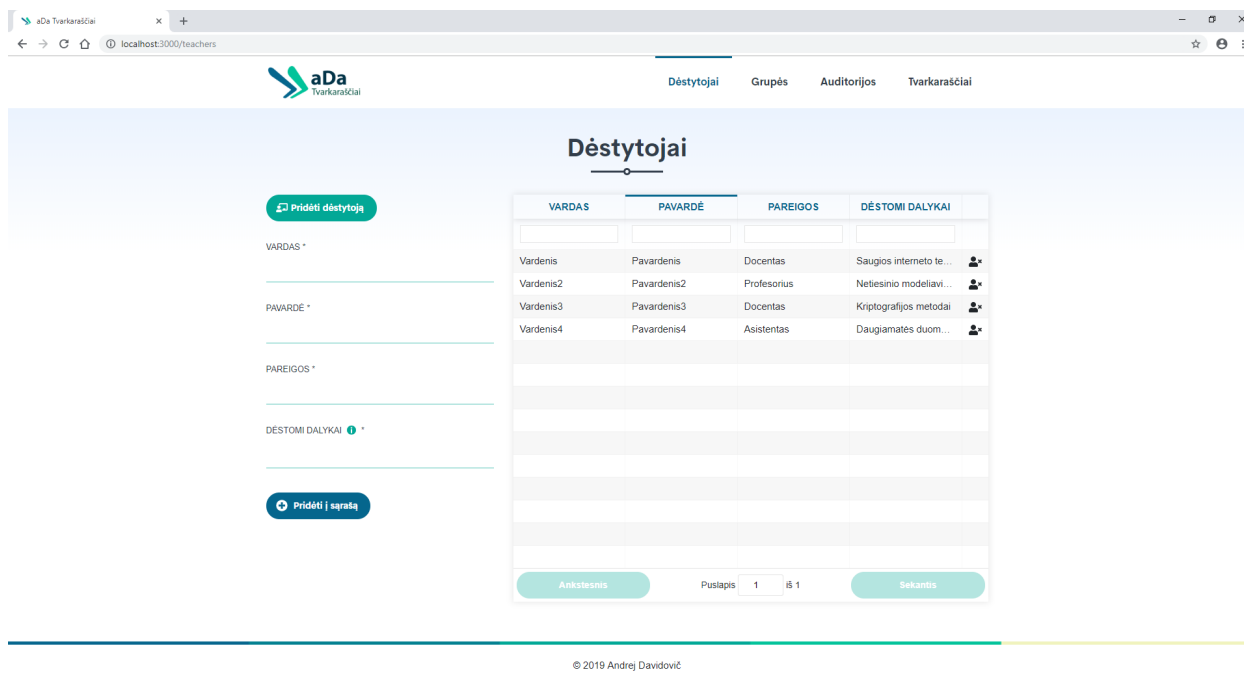 aDa Tvarkaraščiai
localhost:3000/teachers
aDa
Tvarkaraščiai
Dėstytojai Grupės Auditorijos Tvarkaraščiai
Dėstytojai
Pridėti dėstytoją
VARDAS *
PAVARDĖ *
PAREIGOS *
DĖSTOMI DALYKAI *
Pridėti į sąrašą
VARDAS PAVARDĖ PAREIGOS DĖSTOMI DALYKAI
Vardenis Pavardenis Docentas Saugios interneto te...
Vardenis2 Pavardenis2 Profesorius Netiesinio modeliavi...
Vardenis3 Pavardenis3 Docentas Kriptografijos metodai
Vardenis4 Pavardenis4 Asistentas Daugiamatės duom...
Ankstesnis Puslapis 1 iš 1 Sekantis
© 2019 Andrej Davidovič